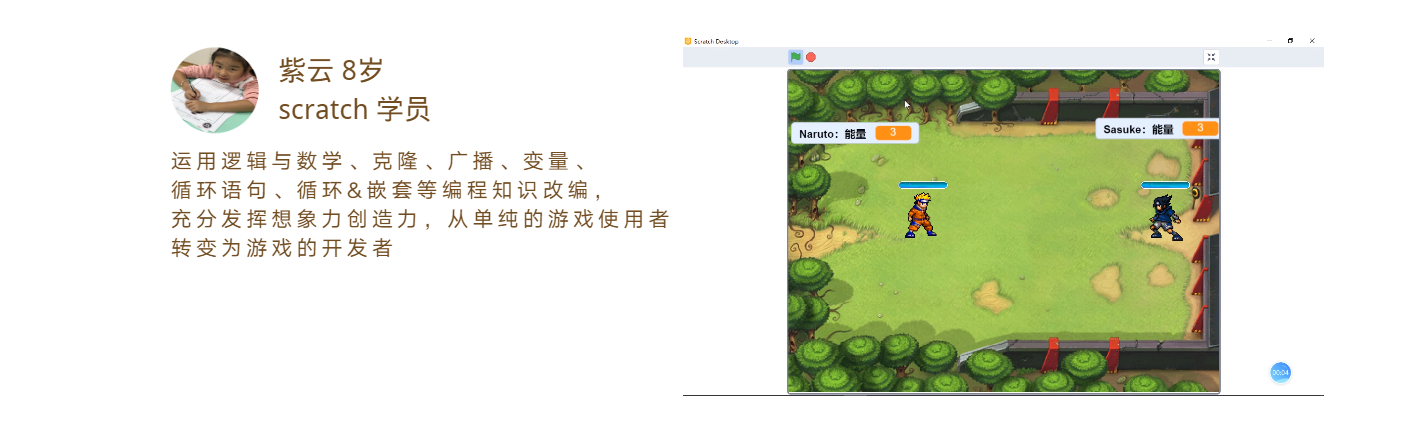 紫云 8岁
scratch 学员
运用逻辑与数学、克隆、广播、变量、
循环语句、循环&嵌套等编程知识改编，
充分发挥想象力创造力，从单纯的游戏使用者
转变为游戏的开发者
Scratch Desktop
Naruto: 能量 3
Sasuke: 能量 3
00:04